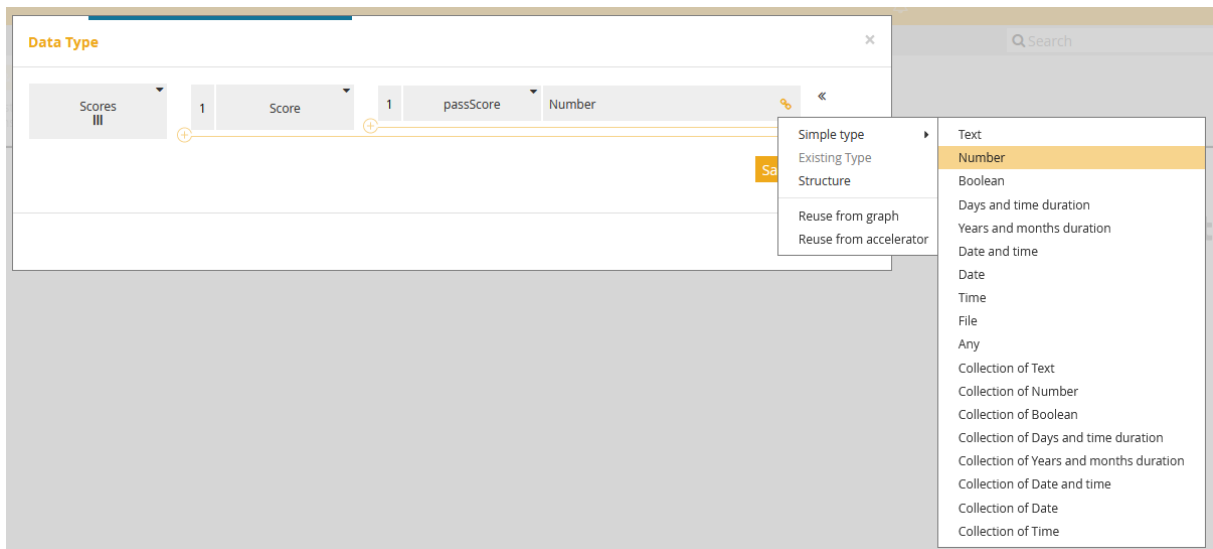 Search
Data Type
×
Scores
1 Score
1 passScore Number
Sa
Simple type
Existing Type
Structure
Reuse from graph
Reuse from accelerator
Text
Number
Boolean
Days and time duration
Years and months duration
Date and time
Date
Time
File
Any
Collection of Text
Collection of Number
Collection of Boolean
Collection of Days and time duration
Collection of Years and months duration
Collection of Date and time
Collection of Date
Collection of Time